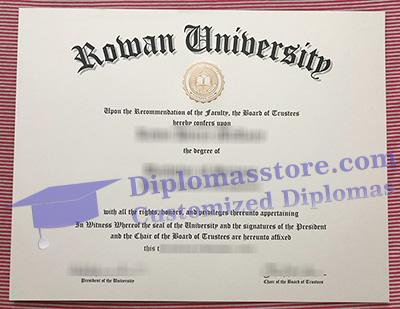 Rowan University
Upon the Recommendation of the Faculty, the Board of Trustees
hereby confers upon
the degree of
Diplomasstore.com
Customized Diplomas
with all the rights, honors, and privileges thereunto appertaining
In Witness Whereof the seal of the University and the signatures of the President
and the Chair of the Board of Trustees are hereunto affixed
this
President of the University
Chair of the Board of Trustees